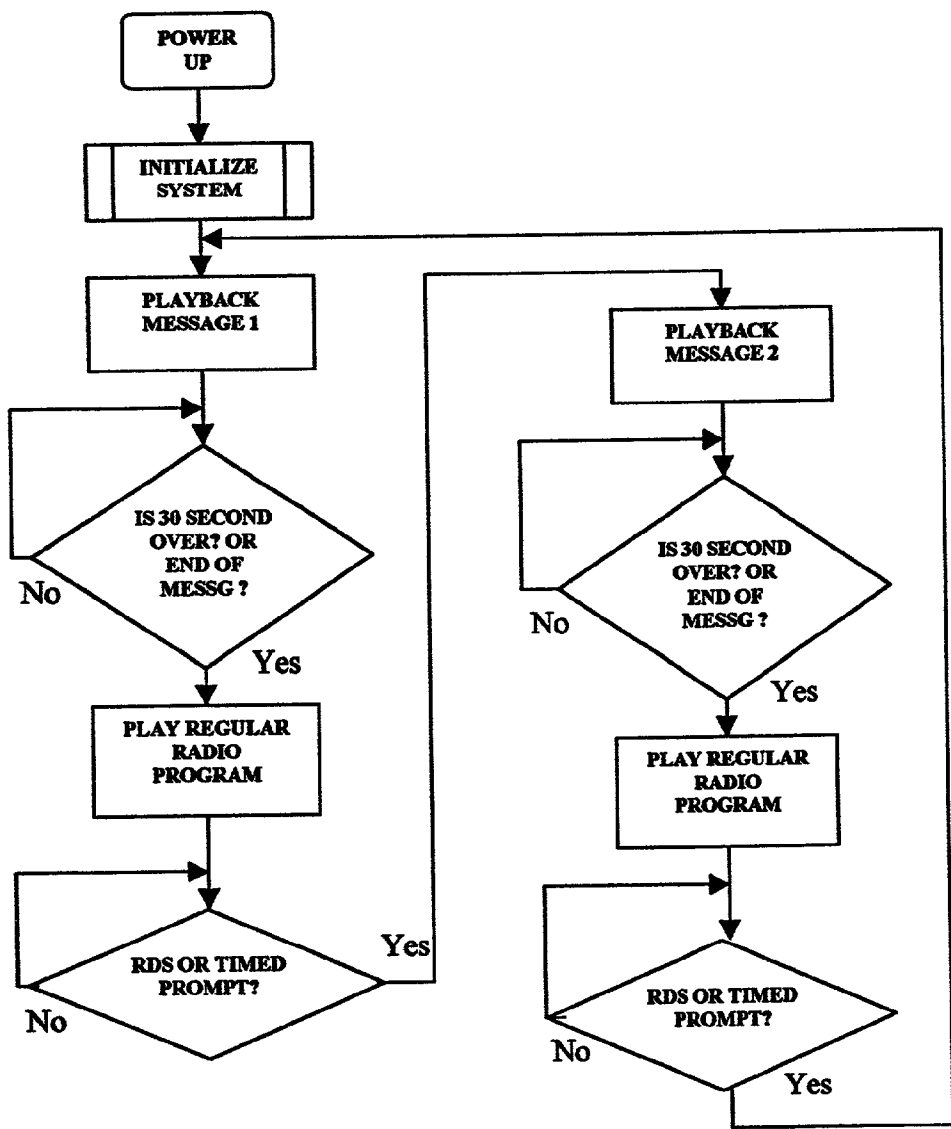 POWER
UP
INITIALIZE
SYSTEM
PLAYBACK
MESSAGE 1
IS 30 SECOND
OVER? OR
END OF
MESSG ?
No
Yes
PLAY REGULAR
RADIO
PROGRAM
RDS OR TIMED
PROMPT?
No
Yes
PLAYBACK
MESSAGE 2
IS 30 SECOND
OVER? OR
END OF
MESSG ?
No
Yes
PLAY REGULAR
RADIO
PROGRAM
RDS OR TIMED
PROMPT?
No
Yes